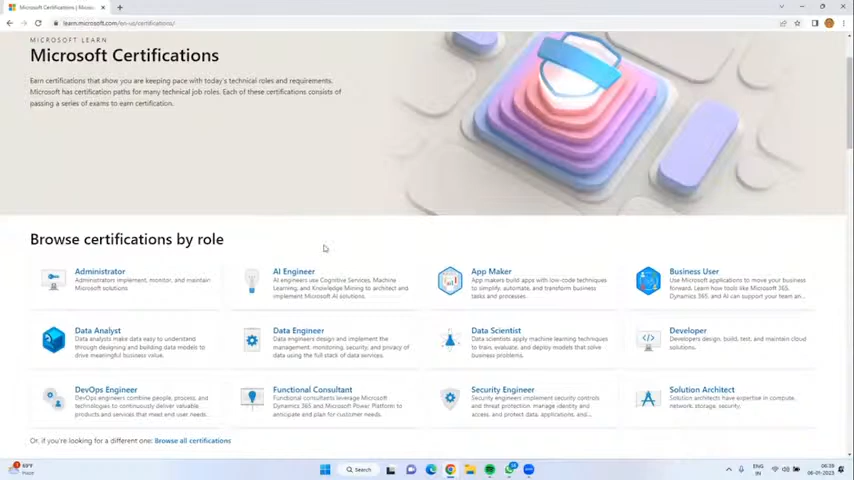 Microsoft Certifications | Micros
learn.microsoft.com/en-us/certifications/
MICROSOFT LEARN
Microsoft Certifications
Earn certifications that show you are keeping pace with today's technical roles and requirements.
Microsoft has certification paths for many technical job roles. Each of these certifications consists of
passing a series of exams to earn certification.
Browse certifications by role
Administrator
Administrators implement, monitor, and maintain
Microsoft solutions
AI Engineer
AI engineers use Cognitive Services, Machine
Learning, and Knowledge Mining to architect and
implement Microsoft AI solutions.
App Maker
App makers build apps with low-code techniques
to simplify, automate, and transform business
tasks and processes.
Business User
Use Microsoft applications to move your business
forward. Learn how tools like Microsoft 365,
Dynamics 365, and AI can support your team an...
Data Analyst
Data analysts make data easy to understand
through designing and building data models to
drive meaningful business value.
Data Engineer
Data engineers design and implement the
management, monitoring, security, and privacy of
data using the full stack of data services.
Data Scientist
Data scientists apply machine learning techniques
to train, evaluate, and deploy models that solve
business problems.
Developer
Developers design, build, test, and maintain cloud
solutions.
DevOps Engineer
DevOps engineers combine people, process, and
technologies to continuously deliver valuable
products and services that meet end user needs...
Functional Consultant
Functional consultants leverage Microsoft
Dynamics 365 and Microsoft Power Platform to
anticipate and plan for customer needs.
Security Engineer
Security engineers implement security controls
and threat protection, manage identity and
access, and protect data, applications, and...
Solution Architect
Solution architects have expertise in compute,
network, storage, security.
Or, if you're looking for a different one: Browse all certifications
Search
ENG
IN
06:39
06-01-2023